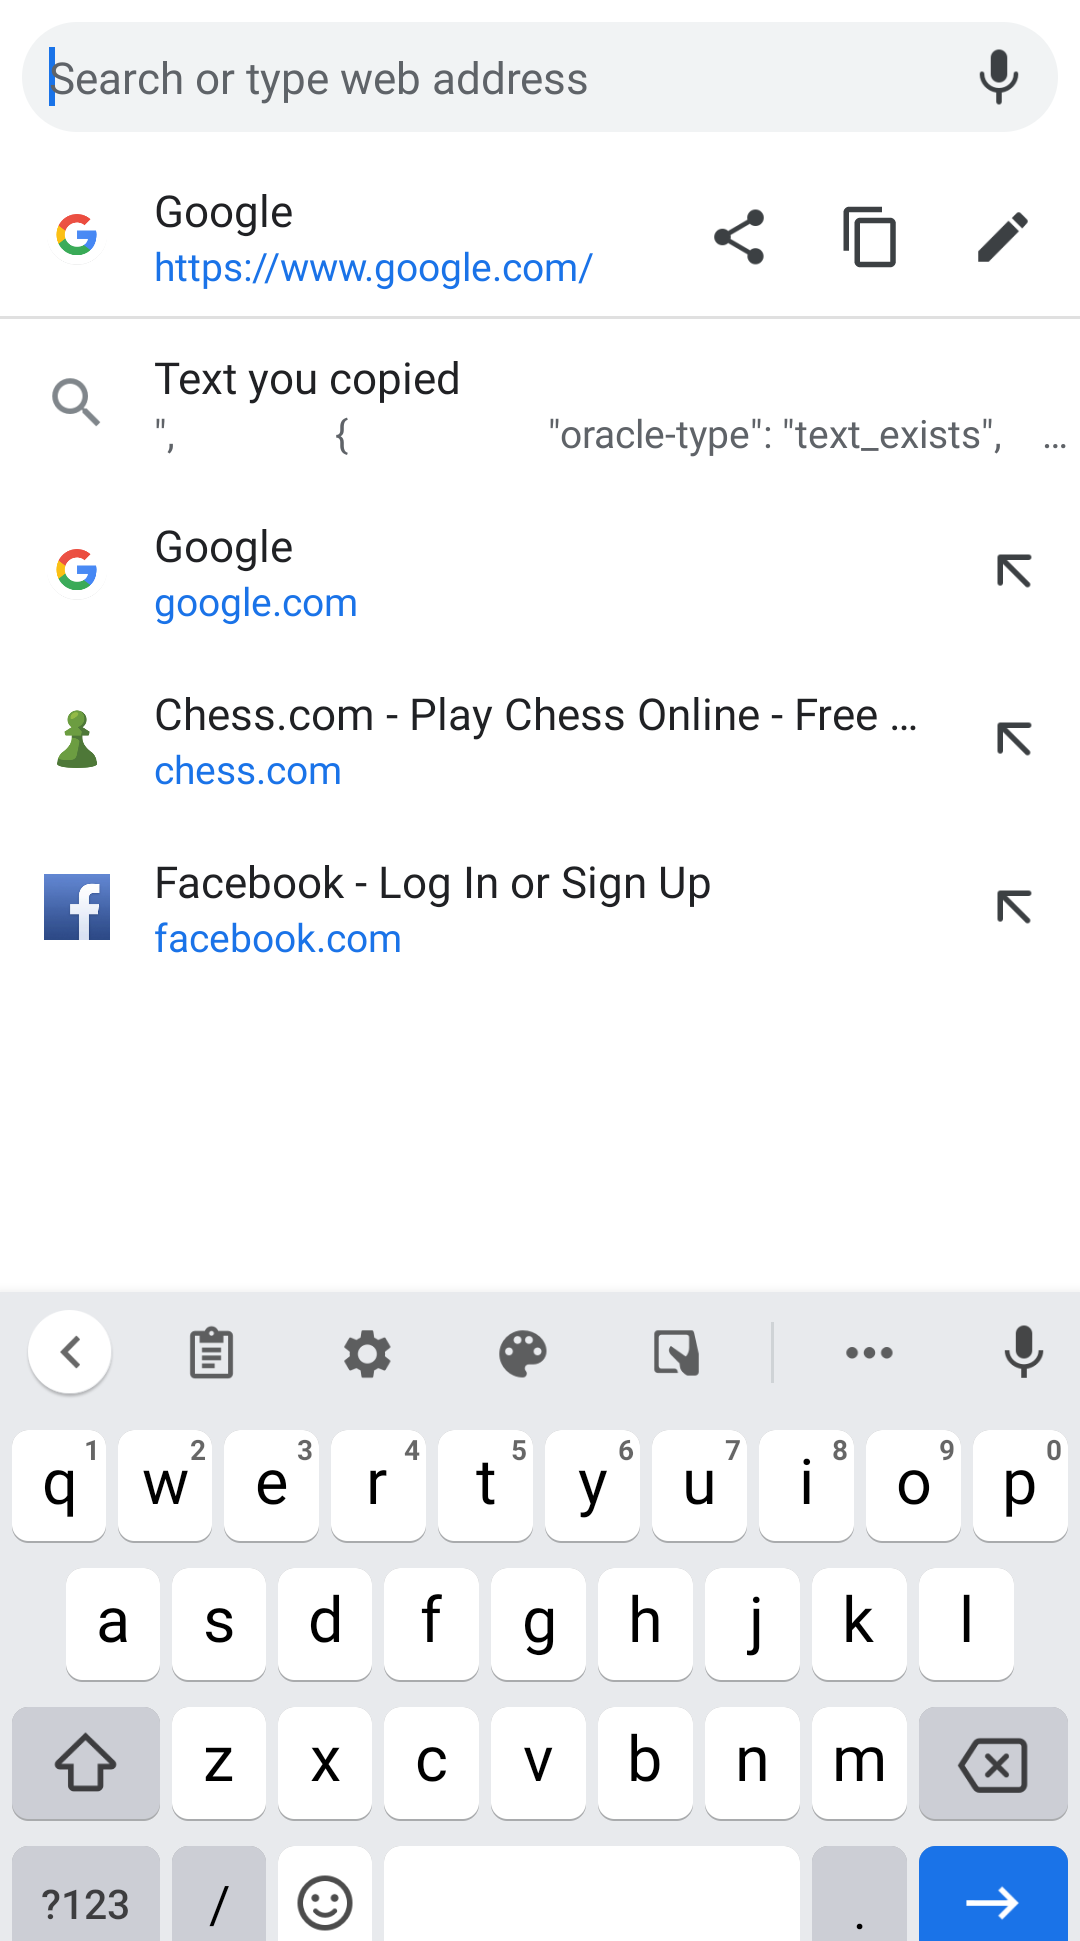 Search or type web address
Google
https://www.google.com/
Text you copied
", { "oracle-type": "text_exists", ...
Google
google.com
Chess.com - Play Chess Online - Free ...
chess.com
Facebook - Log In or Sign Up
facebook.com
1 2 3 4 5 6 7 8 9 0
q w e r t y u i o p
a s d f g h j k l
z x c v b n m
?123 / .